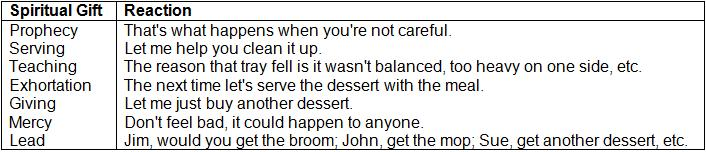 Spiritual Gift Reaction
Prophecy That's what happens when you're not careful.
Serving Let me help you clean it up.
Teaching The reason that tray fell is it wasn't balanced, too heavy on one side, etc.
Exhortation The next time let's serve the dessert with the meal.
Giving Let me just buy another dessert.
Mercy Don't feel bad, it could happen to anyone.
Lead Jim, would you get the broom; John, get the mop; Sue, get another dessert, etc.